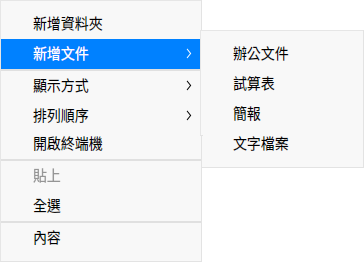 新增資料夾
新增文件
顯示方式
排列順序
開啟終端機
貼上
全選
內容
辦公文件
試算表
簡報
文字檔案